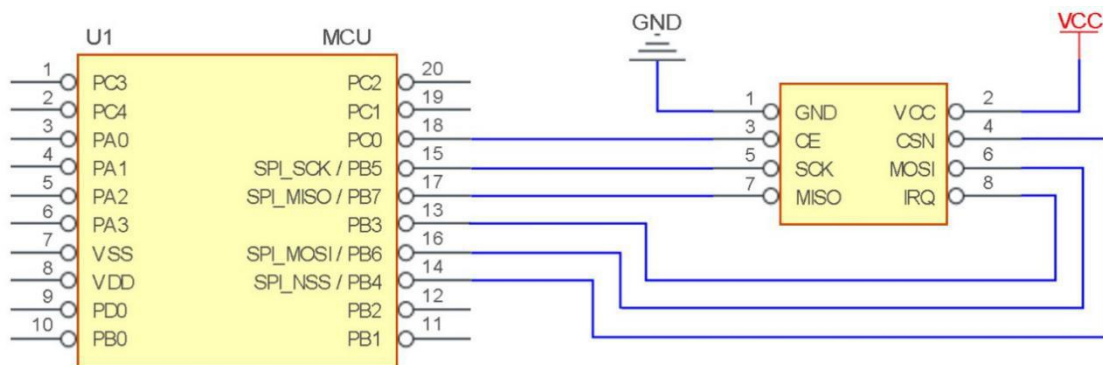 U1 MCU
1 PC3 PC2 20
2 PC4 PC1 19
3 PA0 PC0 18
4 PA1 SPI_SCK / PB5 15
5 PA2 SPI_MISO / PB7 17
6 PA3 PB3 13
7 VSS SPI_MOSI / PB6 16
8 VDD SPI_NSS / PB4 14
9 PD0 PB2 12
10 PB0 PB1 11
GND
VCC
1 GND VCC 2
3 CE CSN 4
5 SCK MOSI 6
7 MISO IRQ 8